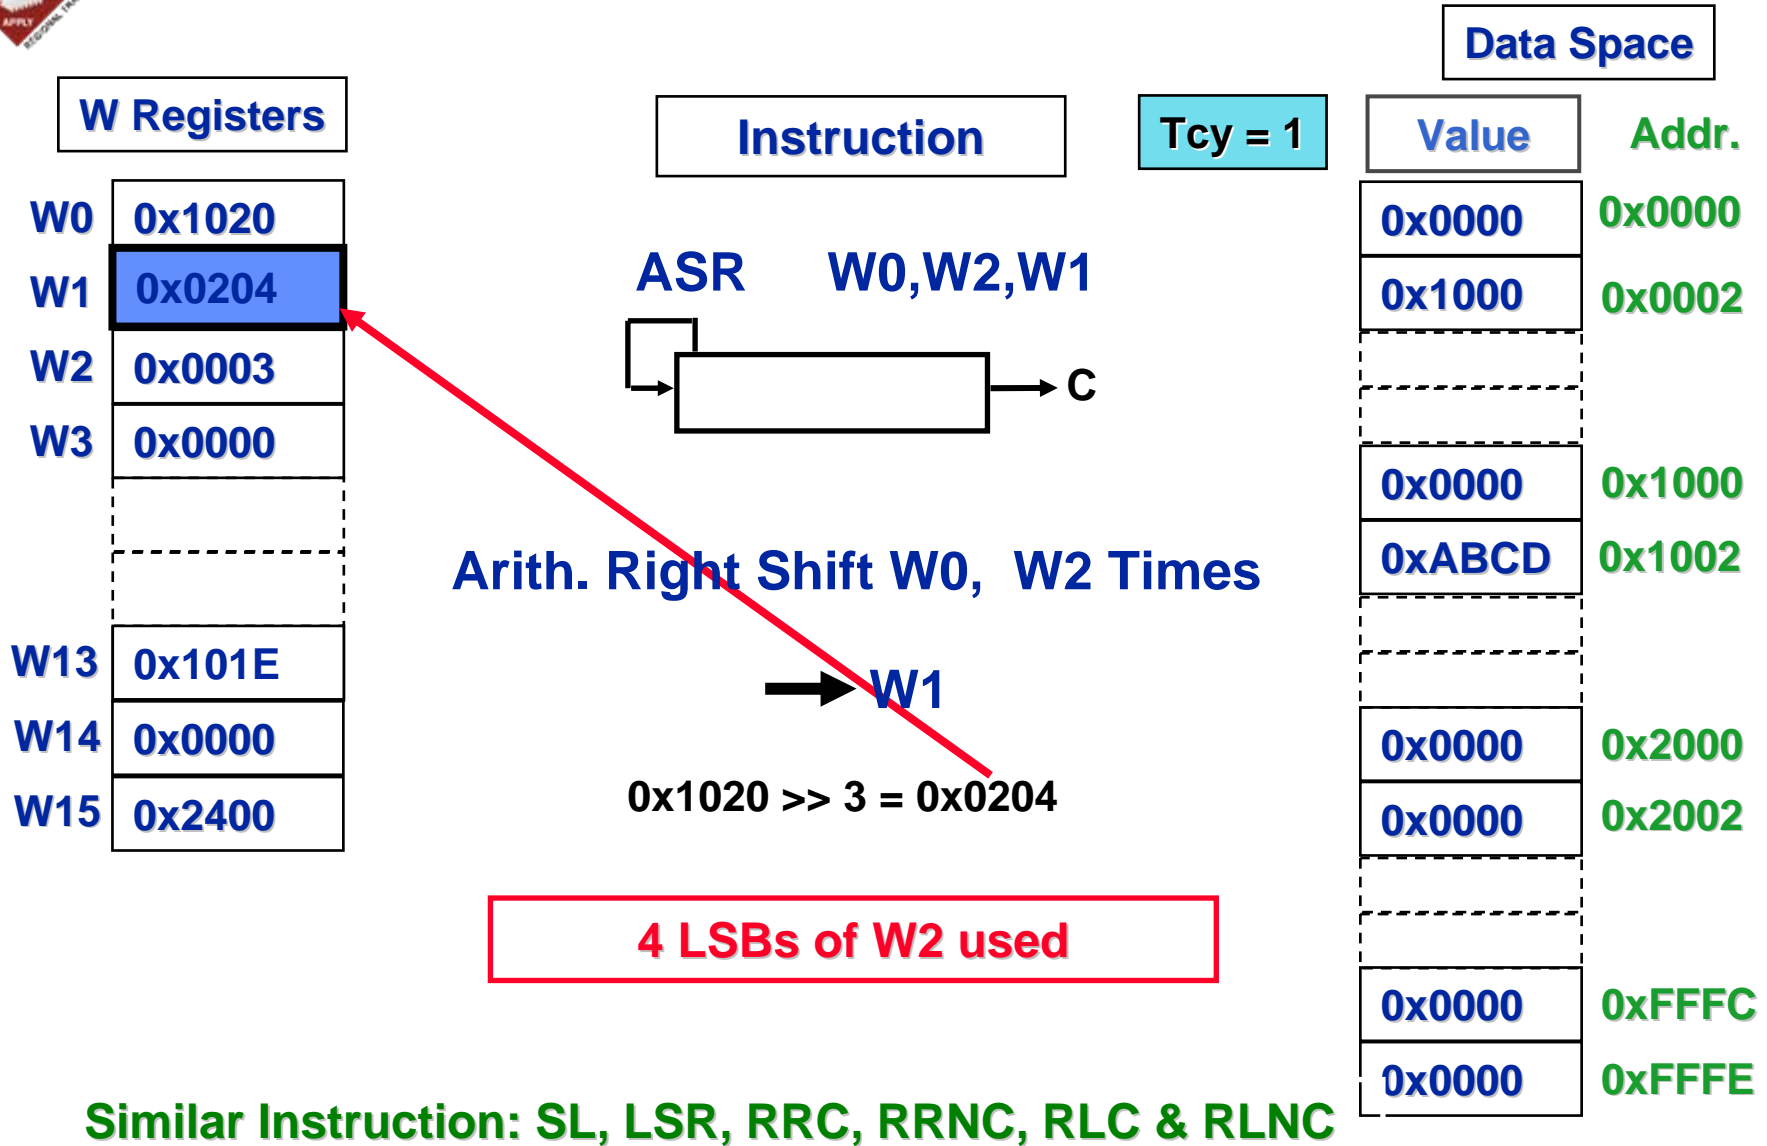 APPLY
REGIONAL
Data Space
W Registers
Instruction
Tcy = 1
Value
Addr.
W0
0x1020
W1
0x0204
W2
0x0003
W3
0x0000
W13
0x101E
W14
0x0000
W15
0x2400
ASR W0,W2,W1
C
Arith. Right Shift W0, W2 Times
W1
0x1020 >> 3 = 0x0204
4 LSBs of W2 used
0x0000 0x0000
0x1000 0x0002
0x0000 0x1000
0xABCD 0x1002
0x0000 0x2000
0x0000 0x2002
0x0000 0xFFFC
0x0000 0xFFFE
Similar Instruction: SL, LSR, RRC, RRNC, RLC & RLNC